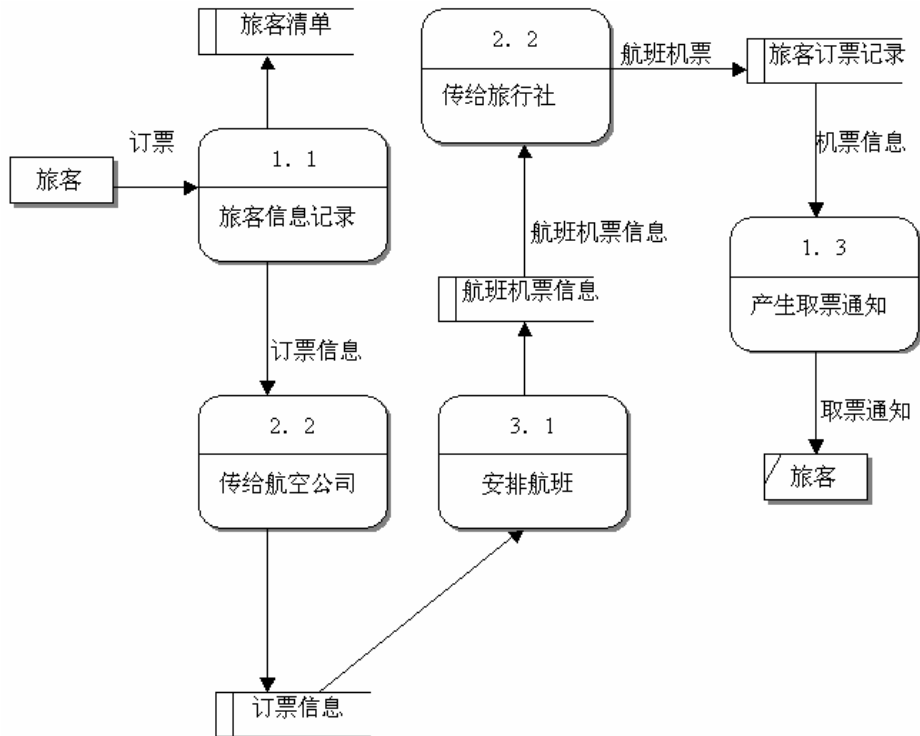 旅客清单
订票
旅客
1. 1
旅客信息记录
订票信息
2. 2
传给航空公司
订票信息
2. 2
传给旅行社
航班机票信息
航班机票信息
3. 1
安排航班
航班机票
旅客订票记录
机票信息
1. 3
产生取票通知
取票通知
旅客